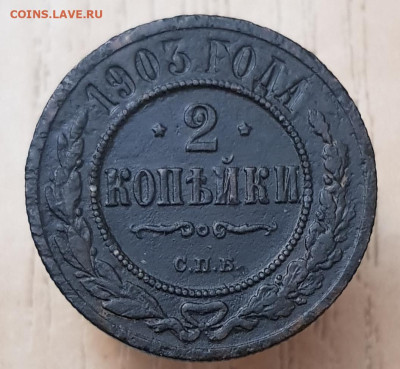 COINS.LAVE.RU
1903 ГОДА
2
КОПѢЙКИ
С.П.Б.